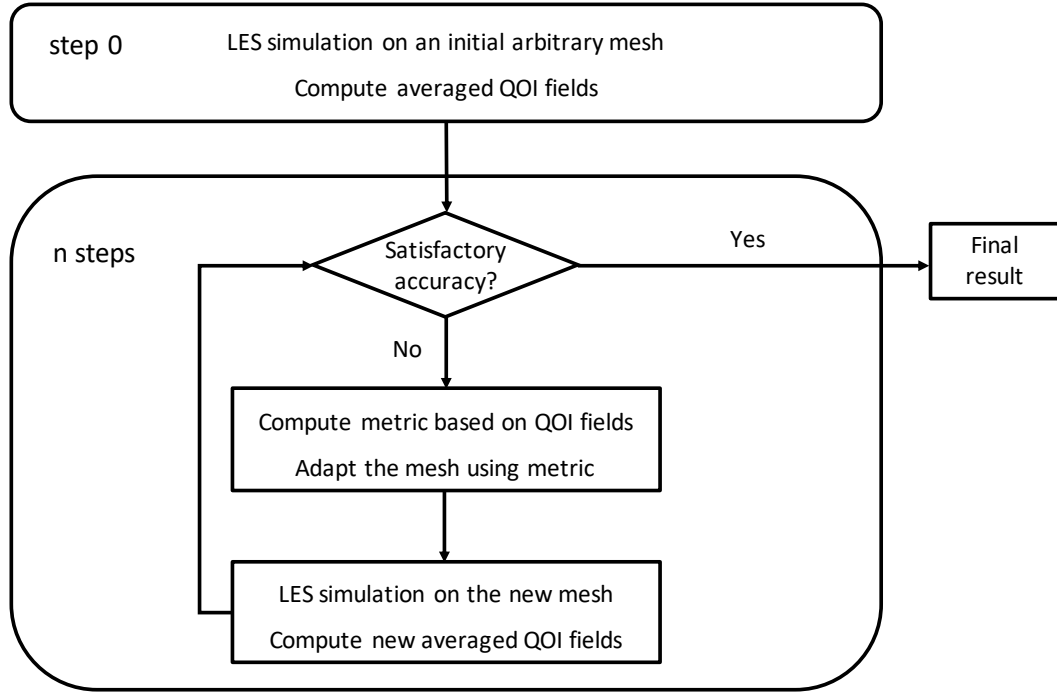 step 0
LES simulation on an initial arbitrary mesh
Compute averaged QOI fields
n steps
Satisfactory
accuracy?
Yes
Final
result
No
Compute metric based on QOI fields
Adapt the mesh using metric
LES simulation on the new mesh
Compute new averaged QOI fields